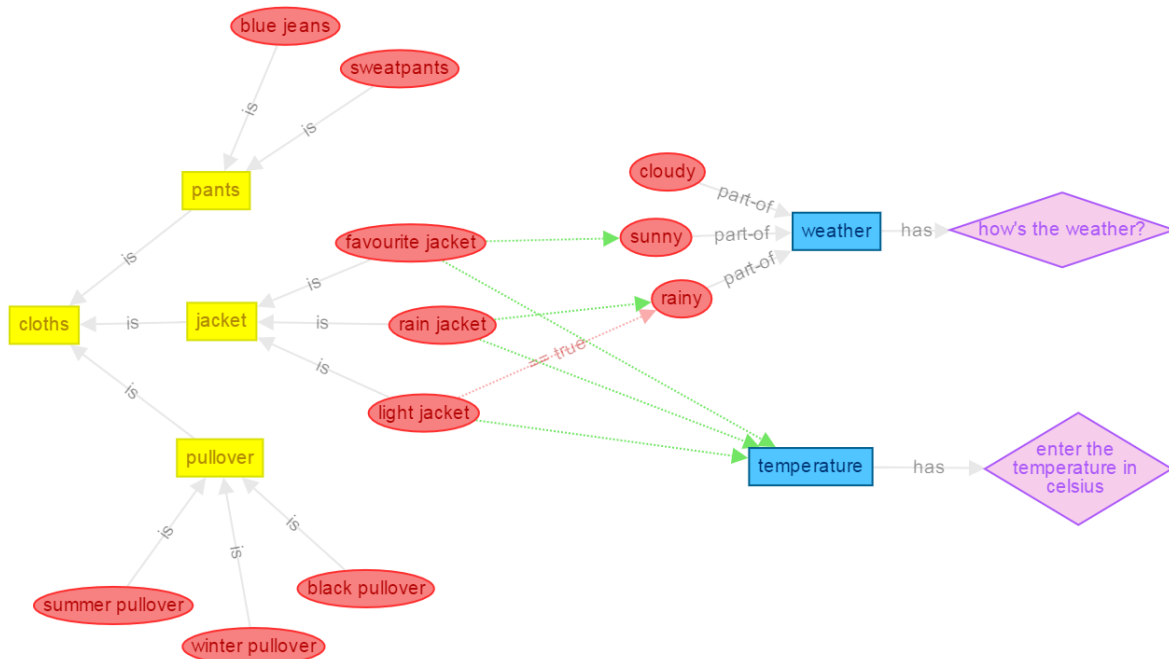 blue jeans
sweatpants
is
is
pants
cloudy
part-of
is
favourite jacket
sunny
part-of
weather
has
how's the weather?
part-of
is
rainy
cloths
is
jacket
is
rain jacket
== true
is
is
light jacket
pullover
temperature
has
enter the
temperature in
celsius
is
is
is
summer pullover
black pullover
winter pullover